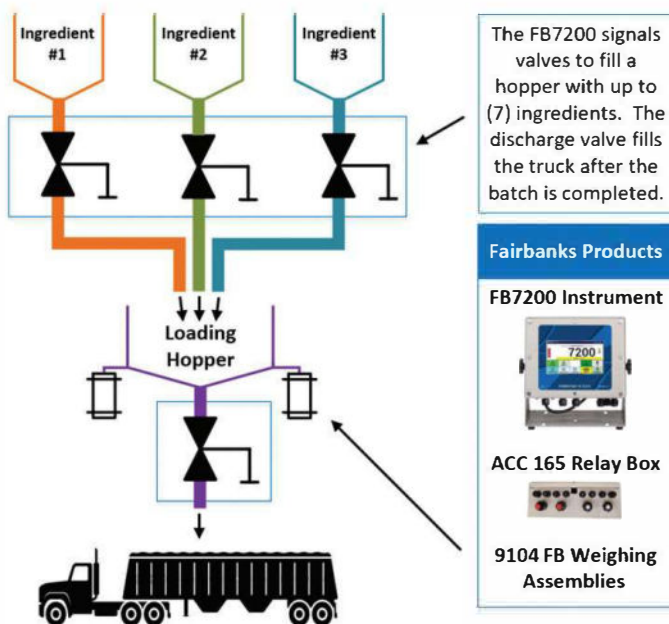 Ingredient
#1
Ingredient
#2
Ingredient
#3
The FB7200 signals
valves to fill a
hopper with up to
(7) ingredients. The
discharge valve fills
the truck after the
batch is completed.
Loading
Hopper
Fairbanks Products
FB7200 Instrument
7200
ACC 165 Relay Box
9104 FB Weighing
Assemblies